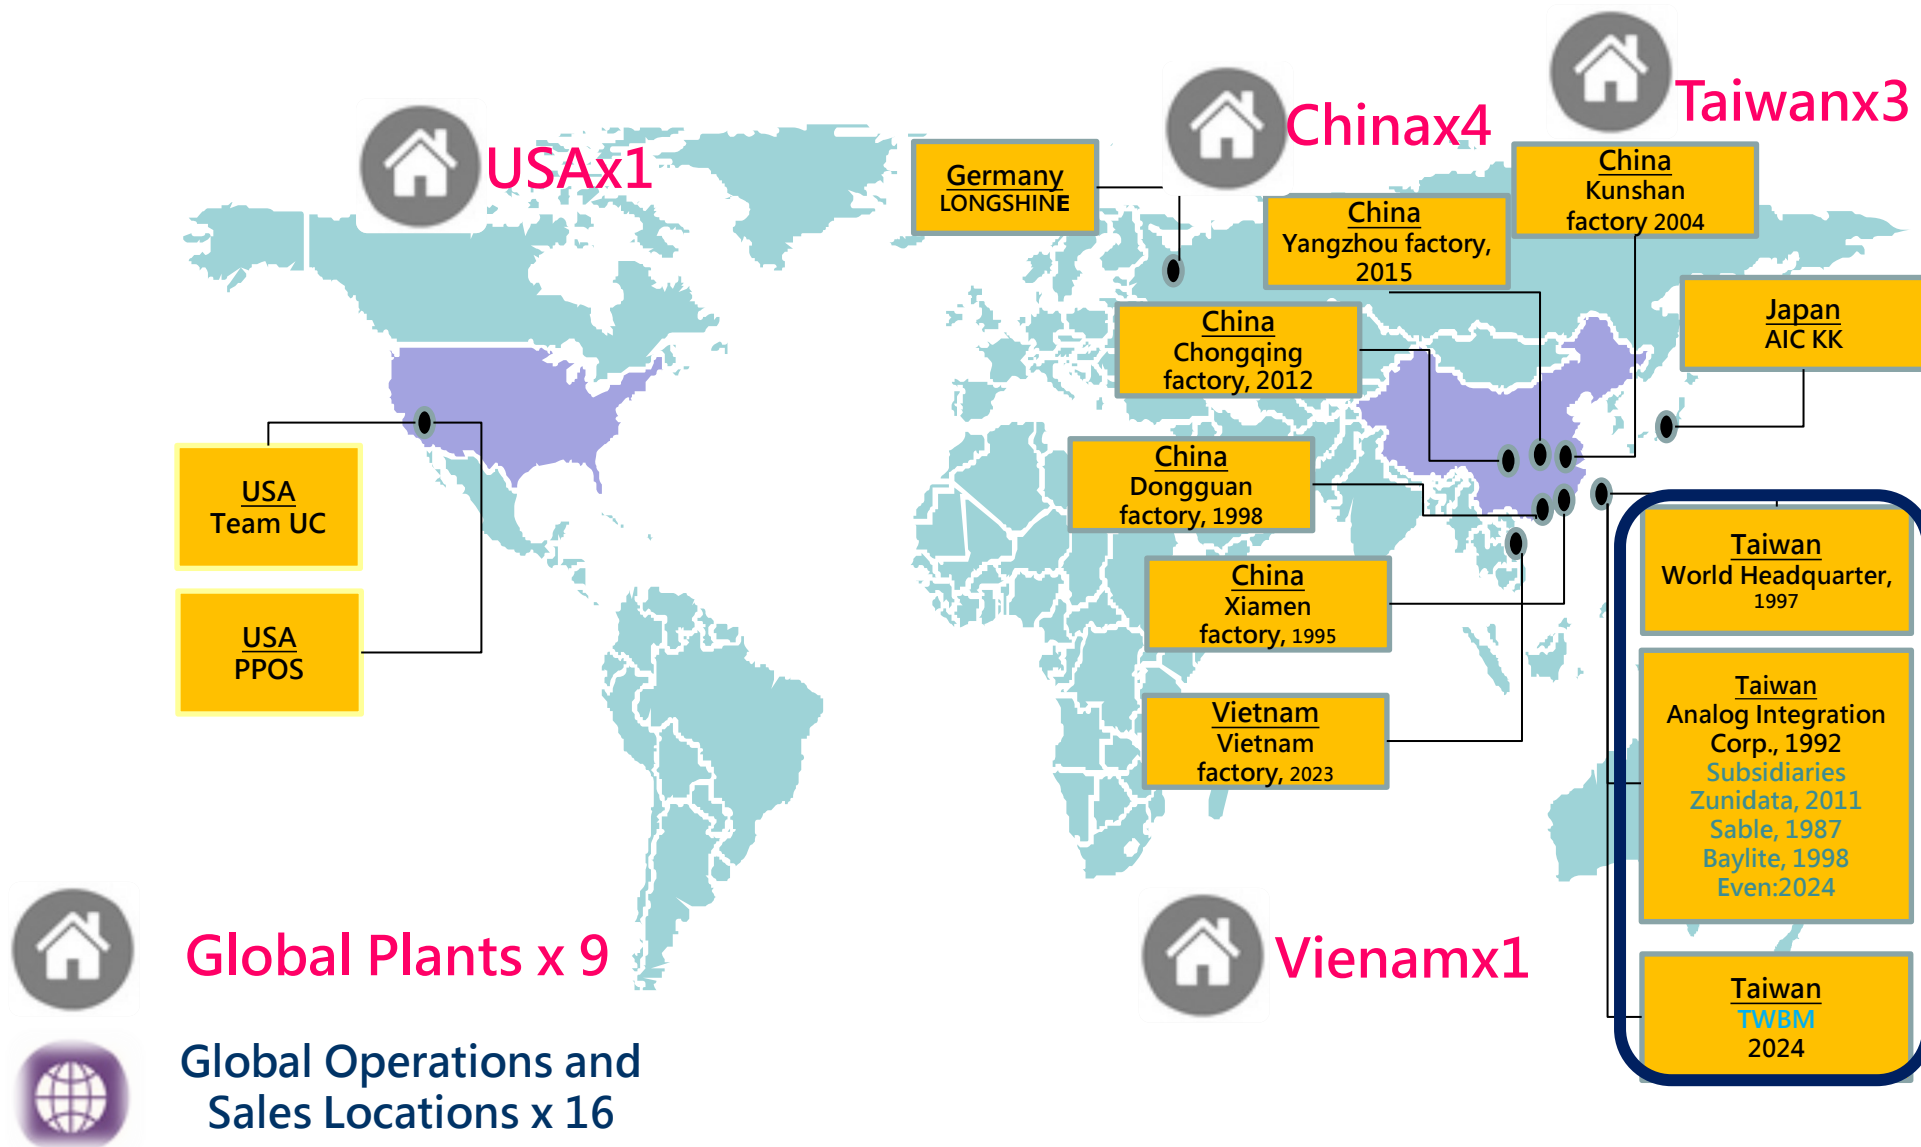 USAx1
Chinax4
Taiwanx3
Germany
LONGSHINE
China
Yangzhou factory,
2015
China
Kunshan
factory 2004
China
Chongqing
factory, 2012
Japan
AIC KK
USA
Team UC
China
Dongguan
factory, 1998
Taiwan
World Headquarter,
1997
USA
PPOS
China
Xiamen
factory, 1995
Taiwan
Analog Integration
Corp., 1992
Subsidiaries
Zunidata, 2011
Sable, 1987
Baylite, 1998
Even:2024
Vietnam
Vietnam
factory, 2023
Global Plants x 9
Vienamx1
Taiwan
TWBM
2024
Global Operations and
Sales Locations x 16